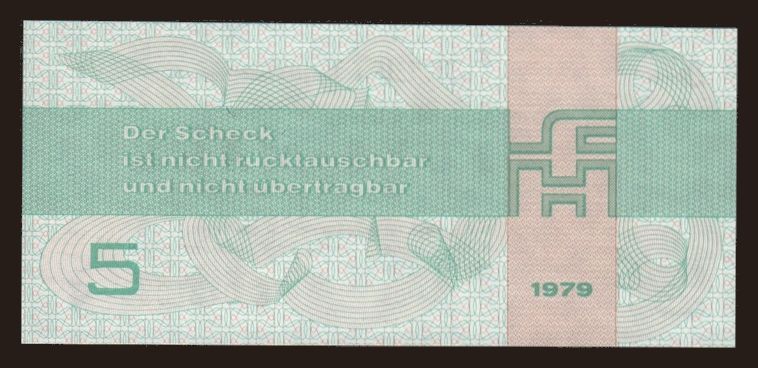 Der Scheck
ist nicht rücktauschbar
und nicht übertragbar
5
1979